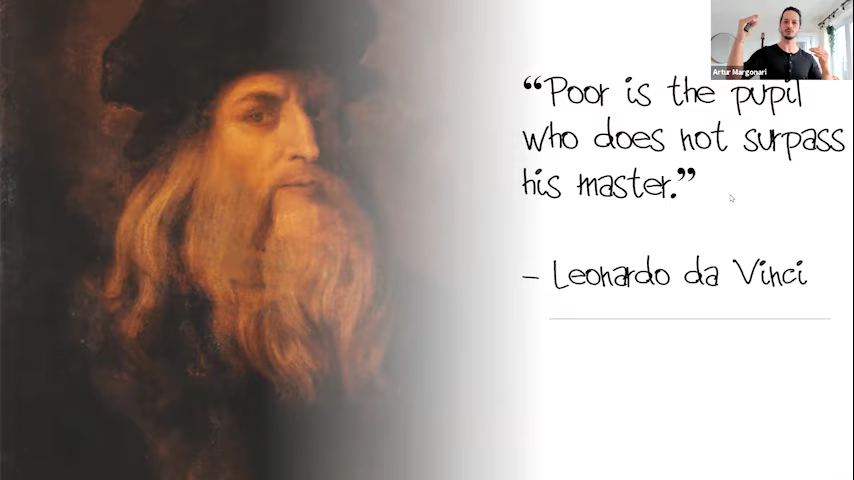 Artur Margonari
“Poor is the pupil
who does not surpass
his master.”
– Leonardo da Vinci